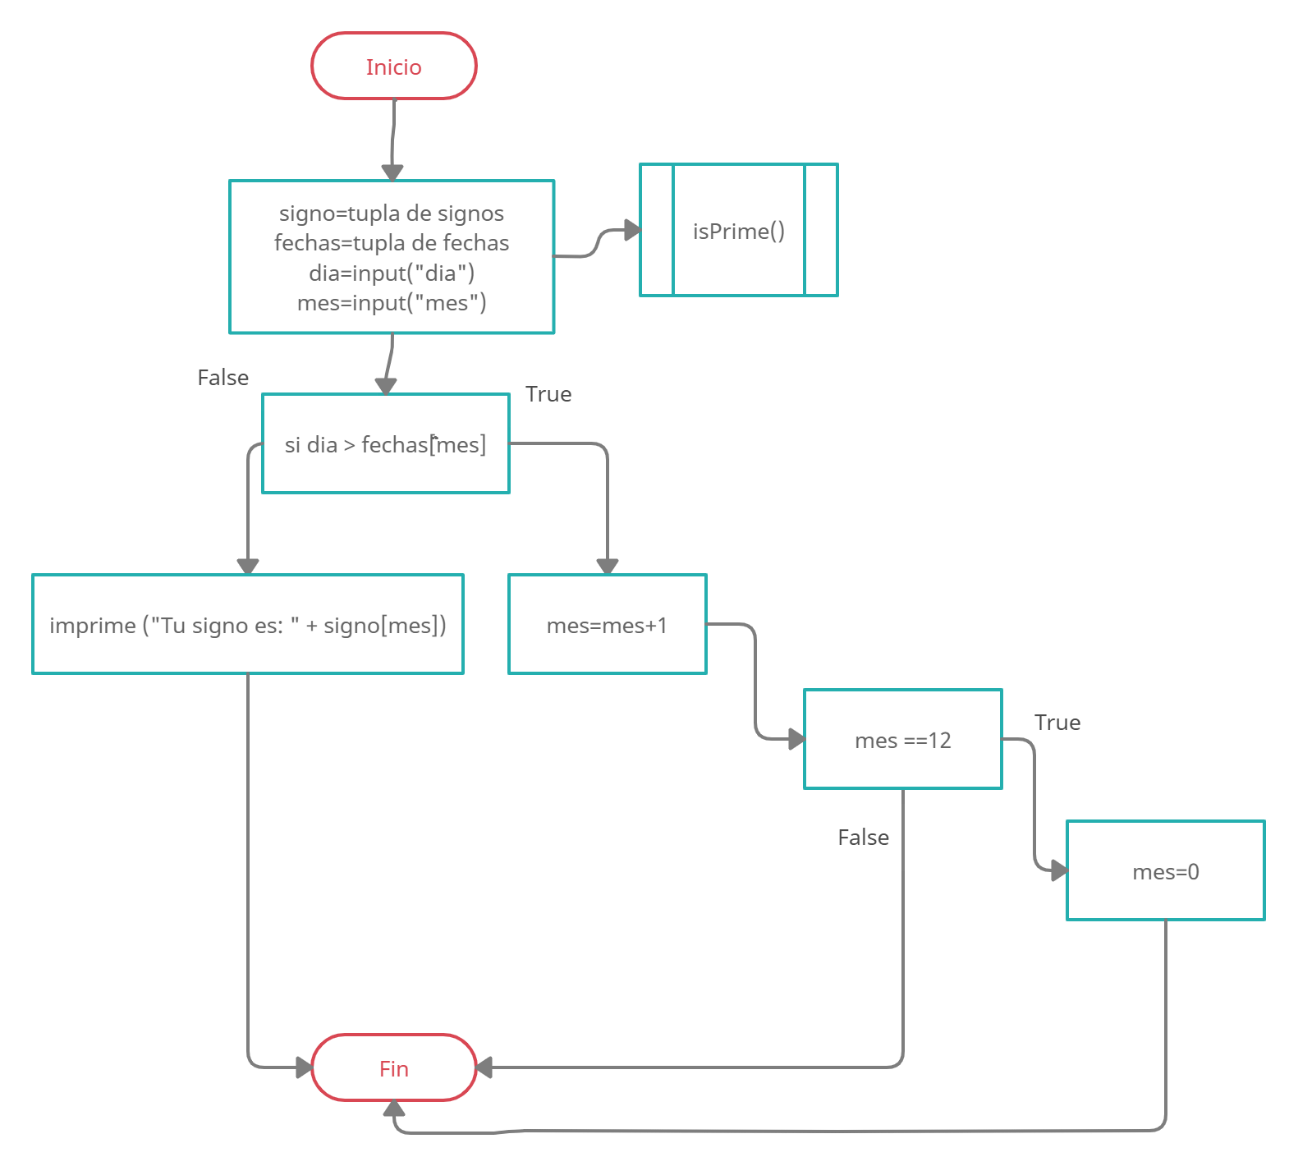 Inicio
signo=tupla de signos
fechas=tupla de fechas
dia=input("dia")
mes=input("mes")
isPrime()
False
True
si dia > fechas[mes]
imprime ("Tu signo es: " + signo[mes])
mes=mes+1
mes ==12
True
False
mes=0
Fin